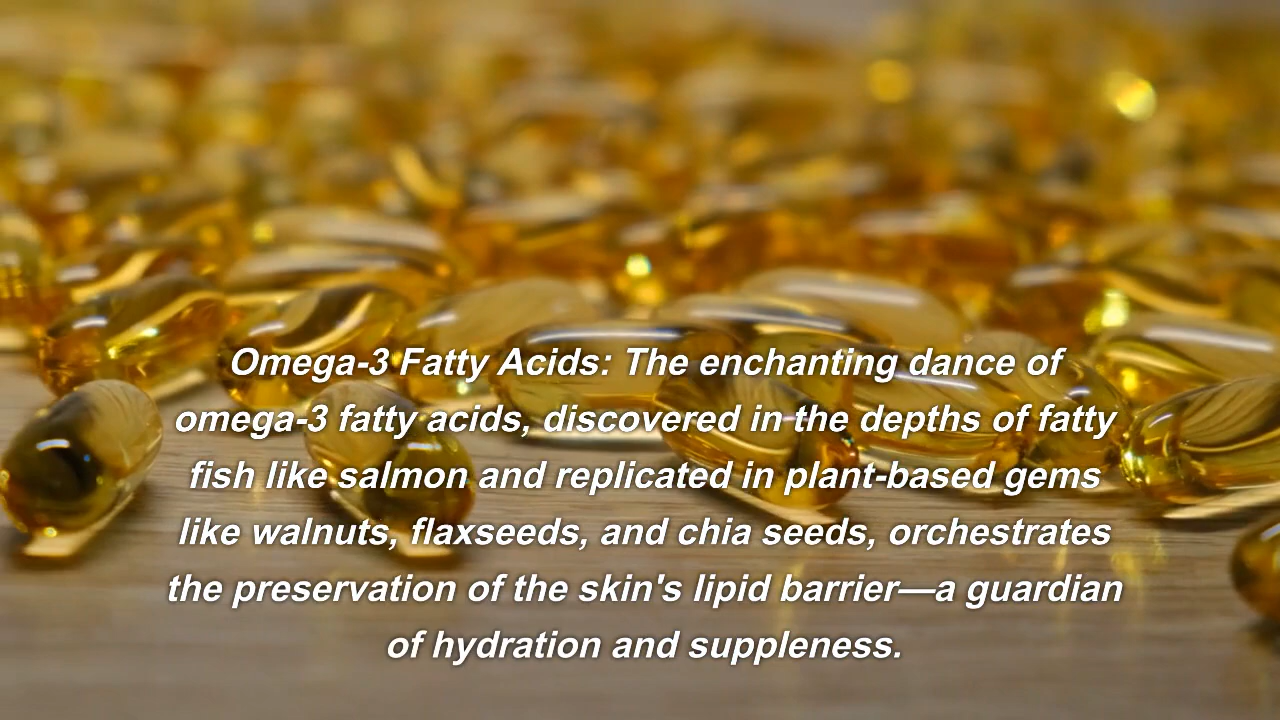 Omega-3 Fatty Acids: The enchanting dance of
omega-3 fatty acids, discovered in the depths of fatty
fish like salmon and replicated in plant-based gems
like walnuts, flaxseeds, and chia seeds, orchestrates
the preservation of the skin's lipid barrier—a guardian
of hydration and suppleness.